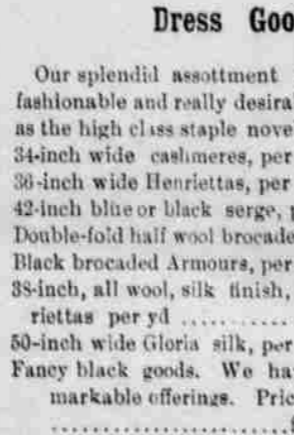 Dress Goo
Our splendid assottment
fashionable and really desira
as the high class staple nove
34-inch wide cashmeres, per
36-inch wide Henriettas, per
42-inch blue or black serge, p
Double-fold half wool brocade
Black brocaded Armours, per
38-inch, all wool, silk finish,
riettas per yd ............
50-inch wide Gloria silk, per
Fancy black goods. We ha
markable offerings. Pric
......................